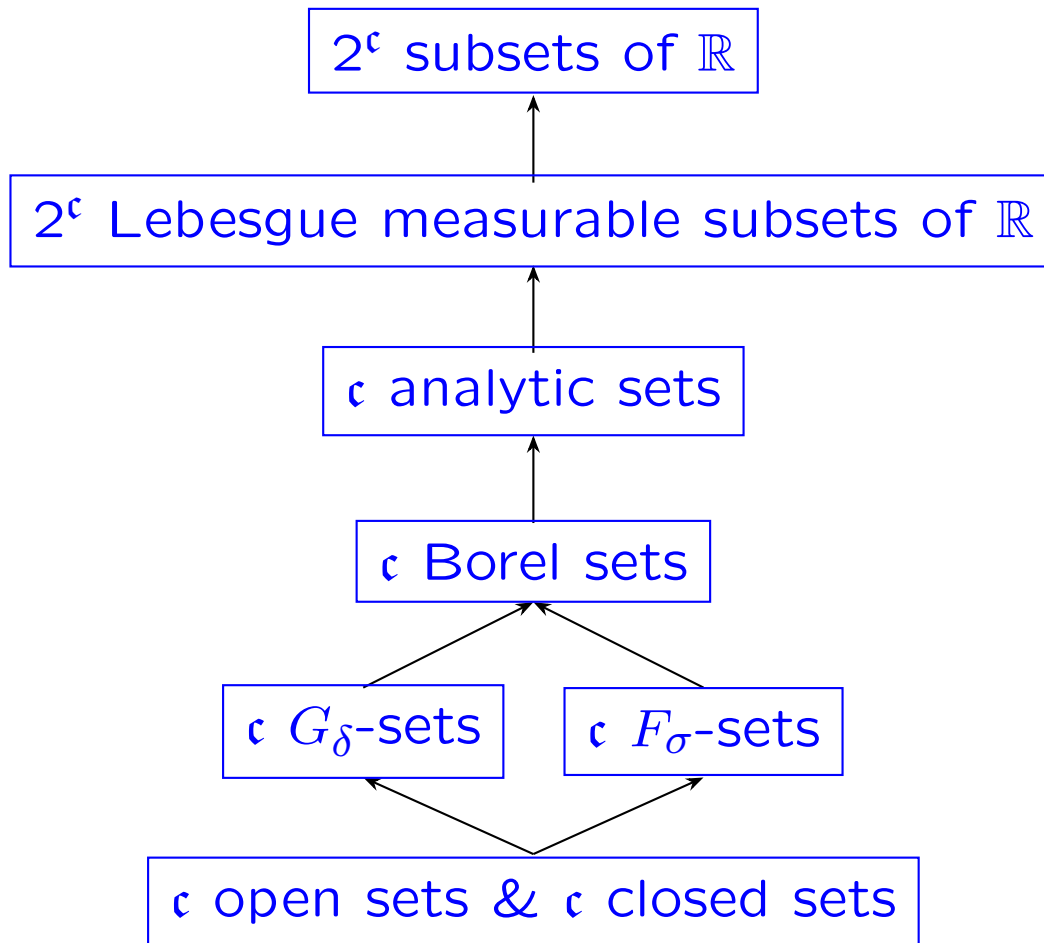 2^𝔠 subsets of ℝ
2^𝔠 Lebesgue measurable subsets of ℝ
𝔠 analytic sets
𝔠 Borel sets
𝔠 G_δ-sets
𝔠 F_σ-sets
𝔠 open sets & 𝔠 closed sets